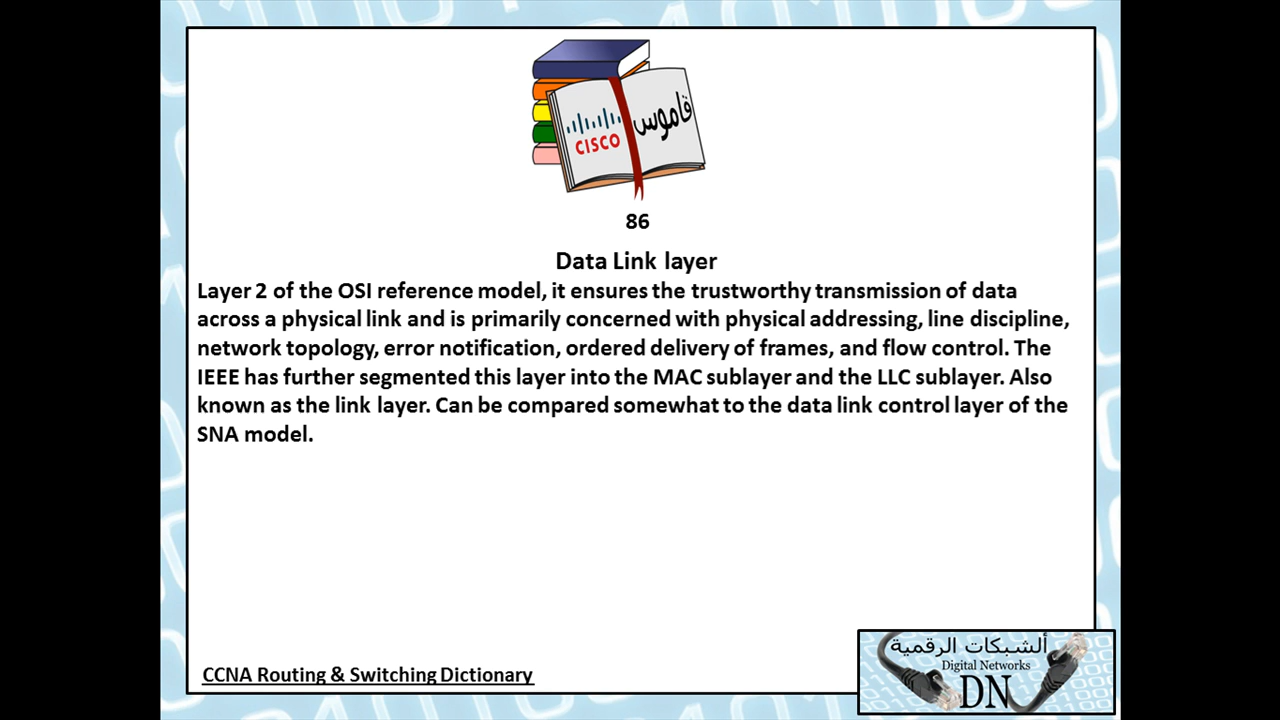 CISCO
قاموس
86
Data Link layer
Layer 2 of the OSI reference model, it ensures the trustworthy transmission of data
across a physical link and is primarily concerned with physical addressing, line discipline,
network topology, error notification, ordered delivery of frames, and flow control. The
IEEE has further segmented this layer into the MAC sublayer and the LLC sublayer. Also
known as the link layer. Can be compared somewhat to the data link control layer of the
SNA model.
CCNA Routing & Switching Dictionary
ألشبكات الرقمية
Digital Networks
DN